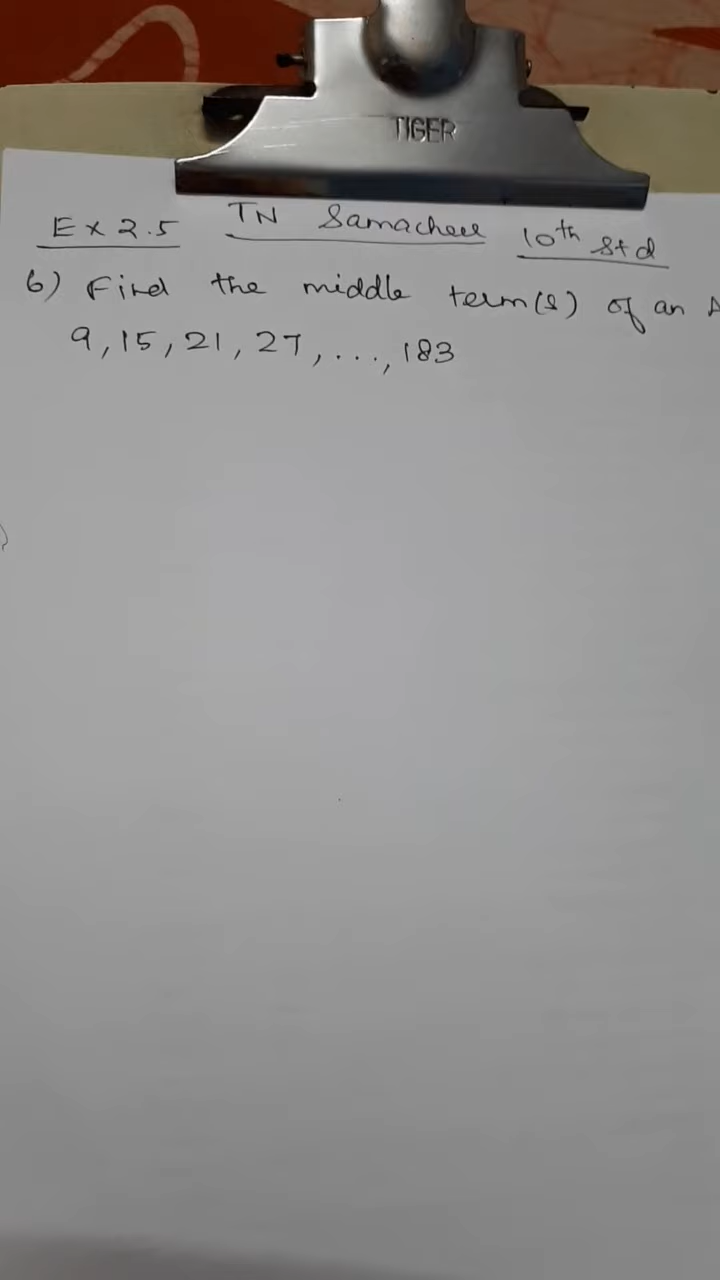 TIGER
Ex 2.5 TN Samacheer 10th Std
6) Find the middle term(s) of an A
9, 15, 21, 27, ..., 183